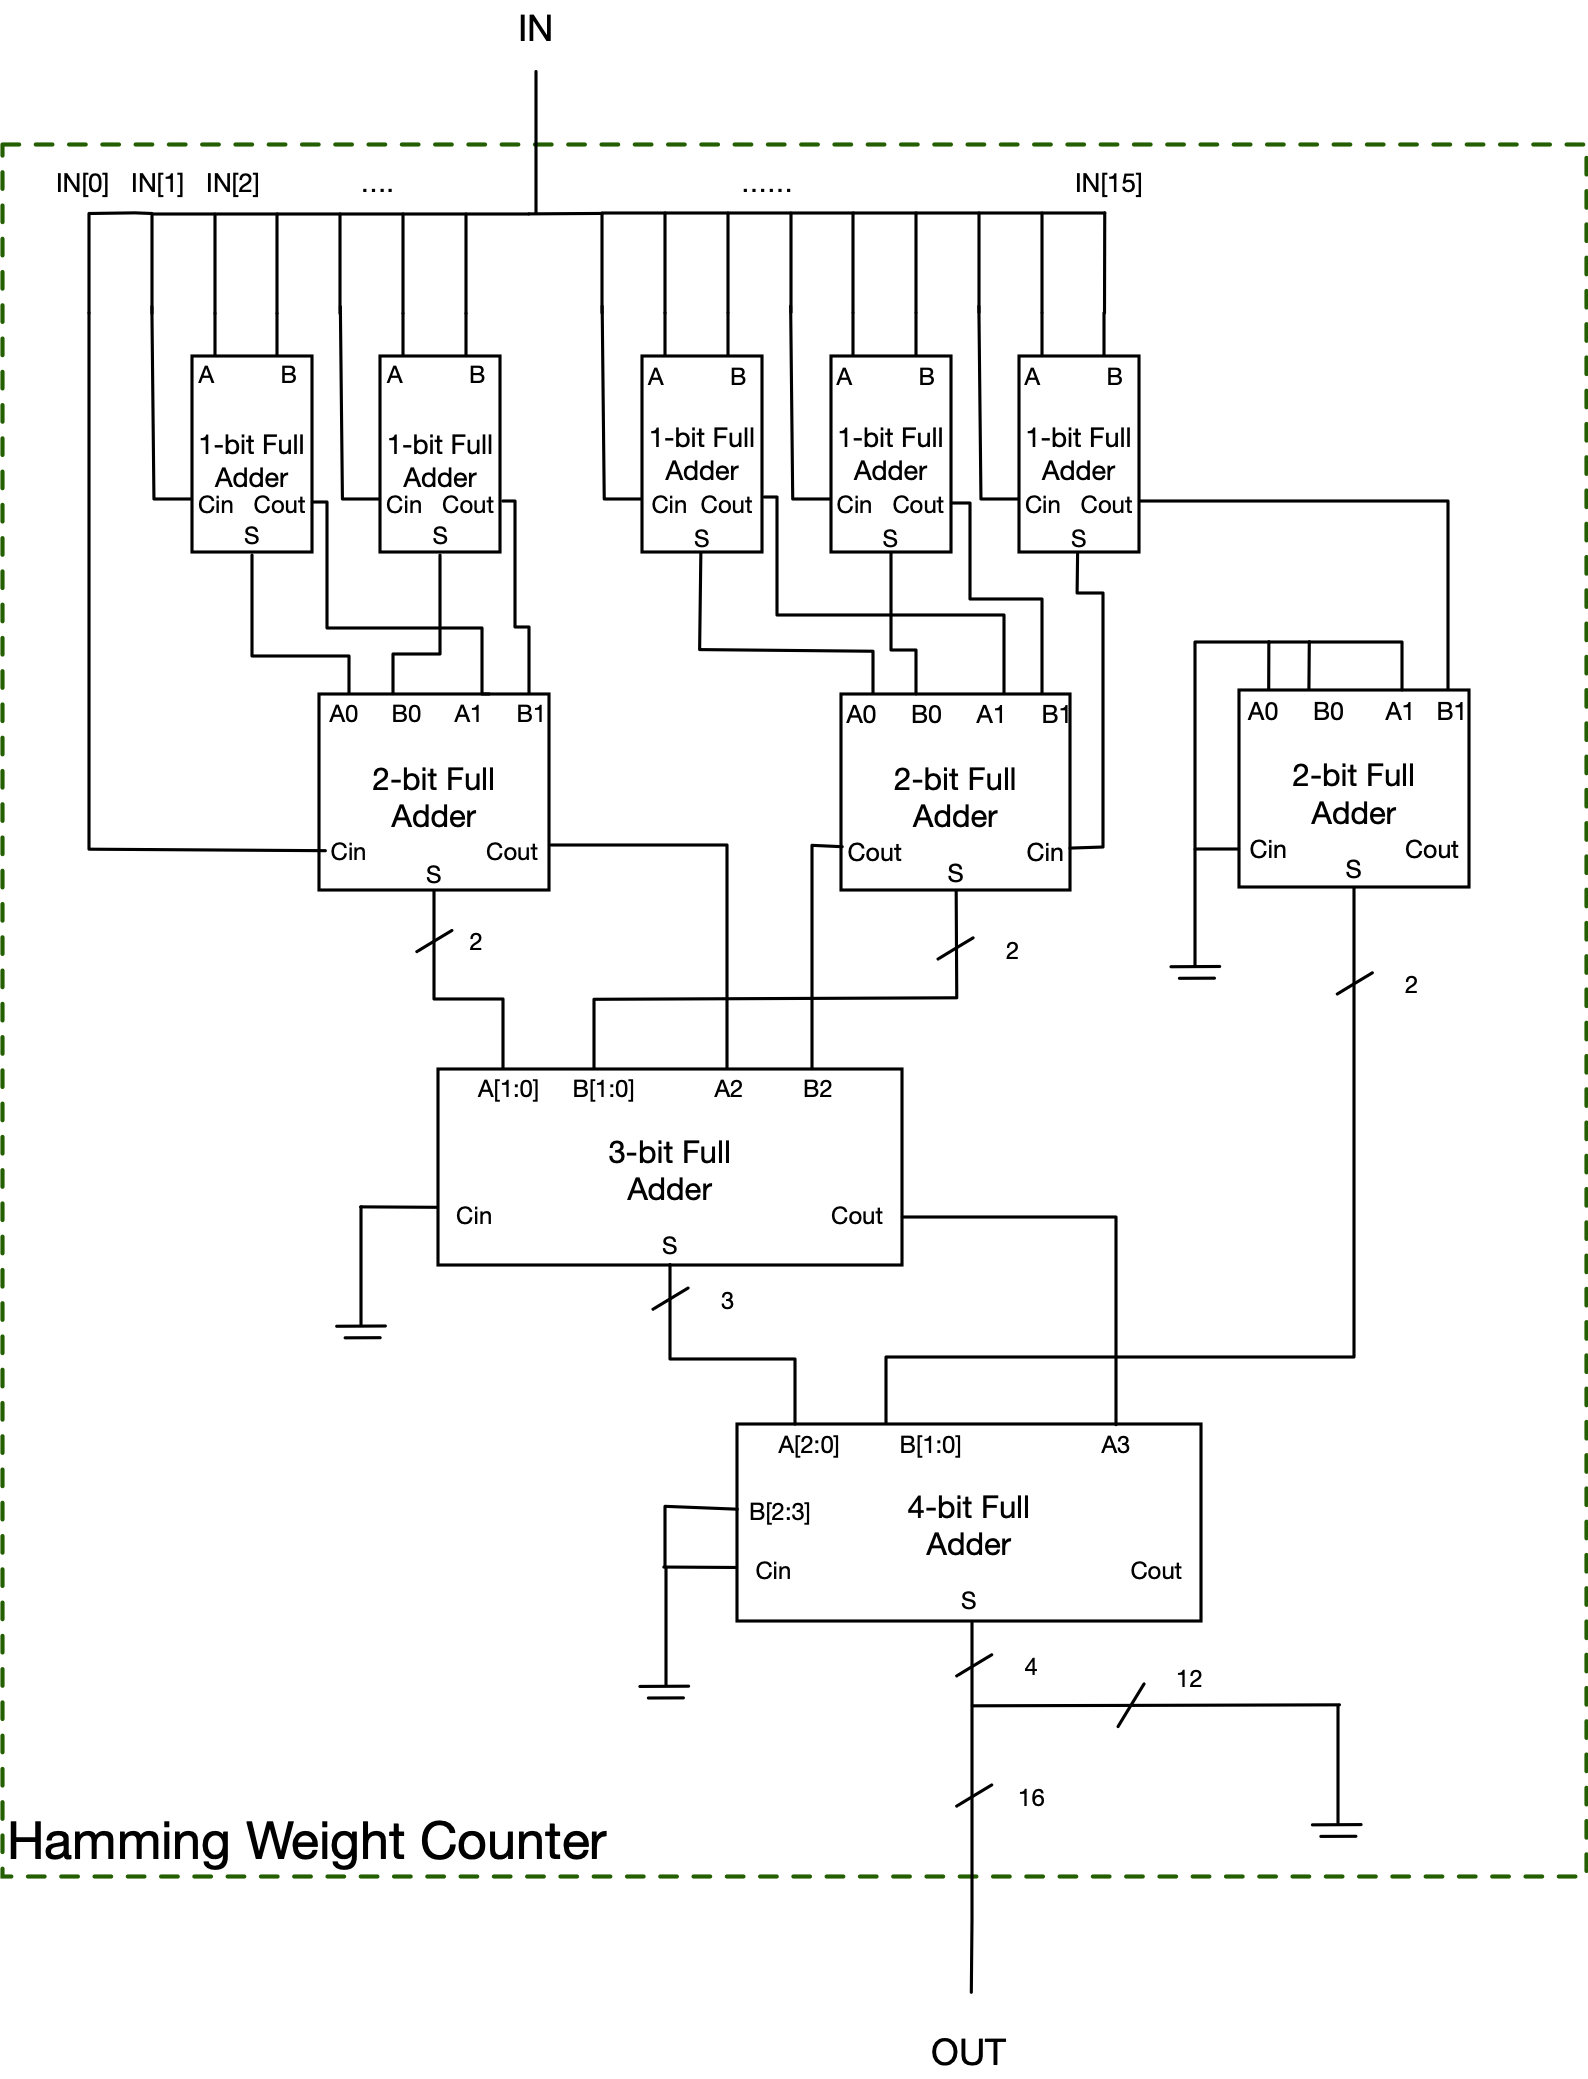 IN
IN[0] IN[1] IN[2] .... ...... IN[15]
A B
1-bit Full
Adder
Cin Cout
S
A B
1-bit Full
Adder
Cin Cout
S
A B
1-bit Full
Adder
Cin Cout
S
A B
1-bit Full
Adder
Cin Cout
S
A B
1-bit Full
Adder
Cin Cout
S
A0 B0 A1 B1
2-bit Full
Adder
Cin Cout
S
2
A0 B0 A1 B1
2-bit Full
Adder
Cout Cin
S
2
A0 B0 A1 B1
2-bit Full
Adder
Cin Cout
S
2
A[1:0] B[1:0] A2 B2
3-bit Full
Adder
Cin Cout
S
3
A[2:0] B[1:0] A3
B[2:3]
4-bit Full
Adder
Cin Cout
S
4
12
16
Hamming Weight Counter
OUT